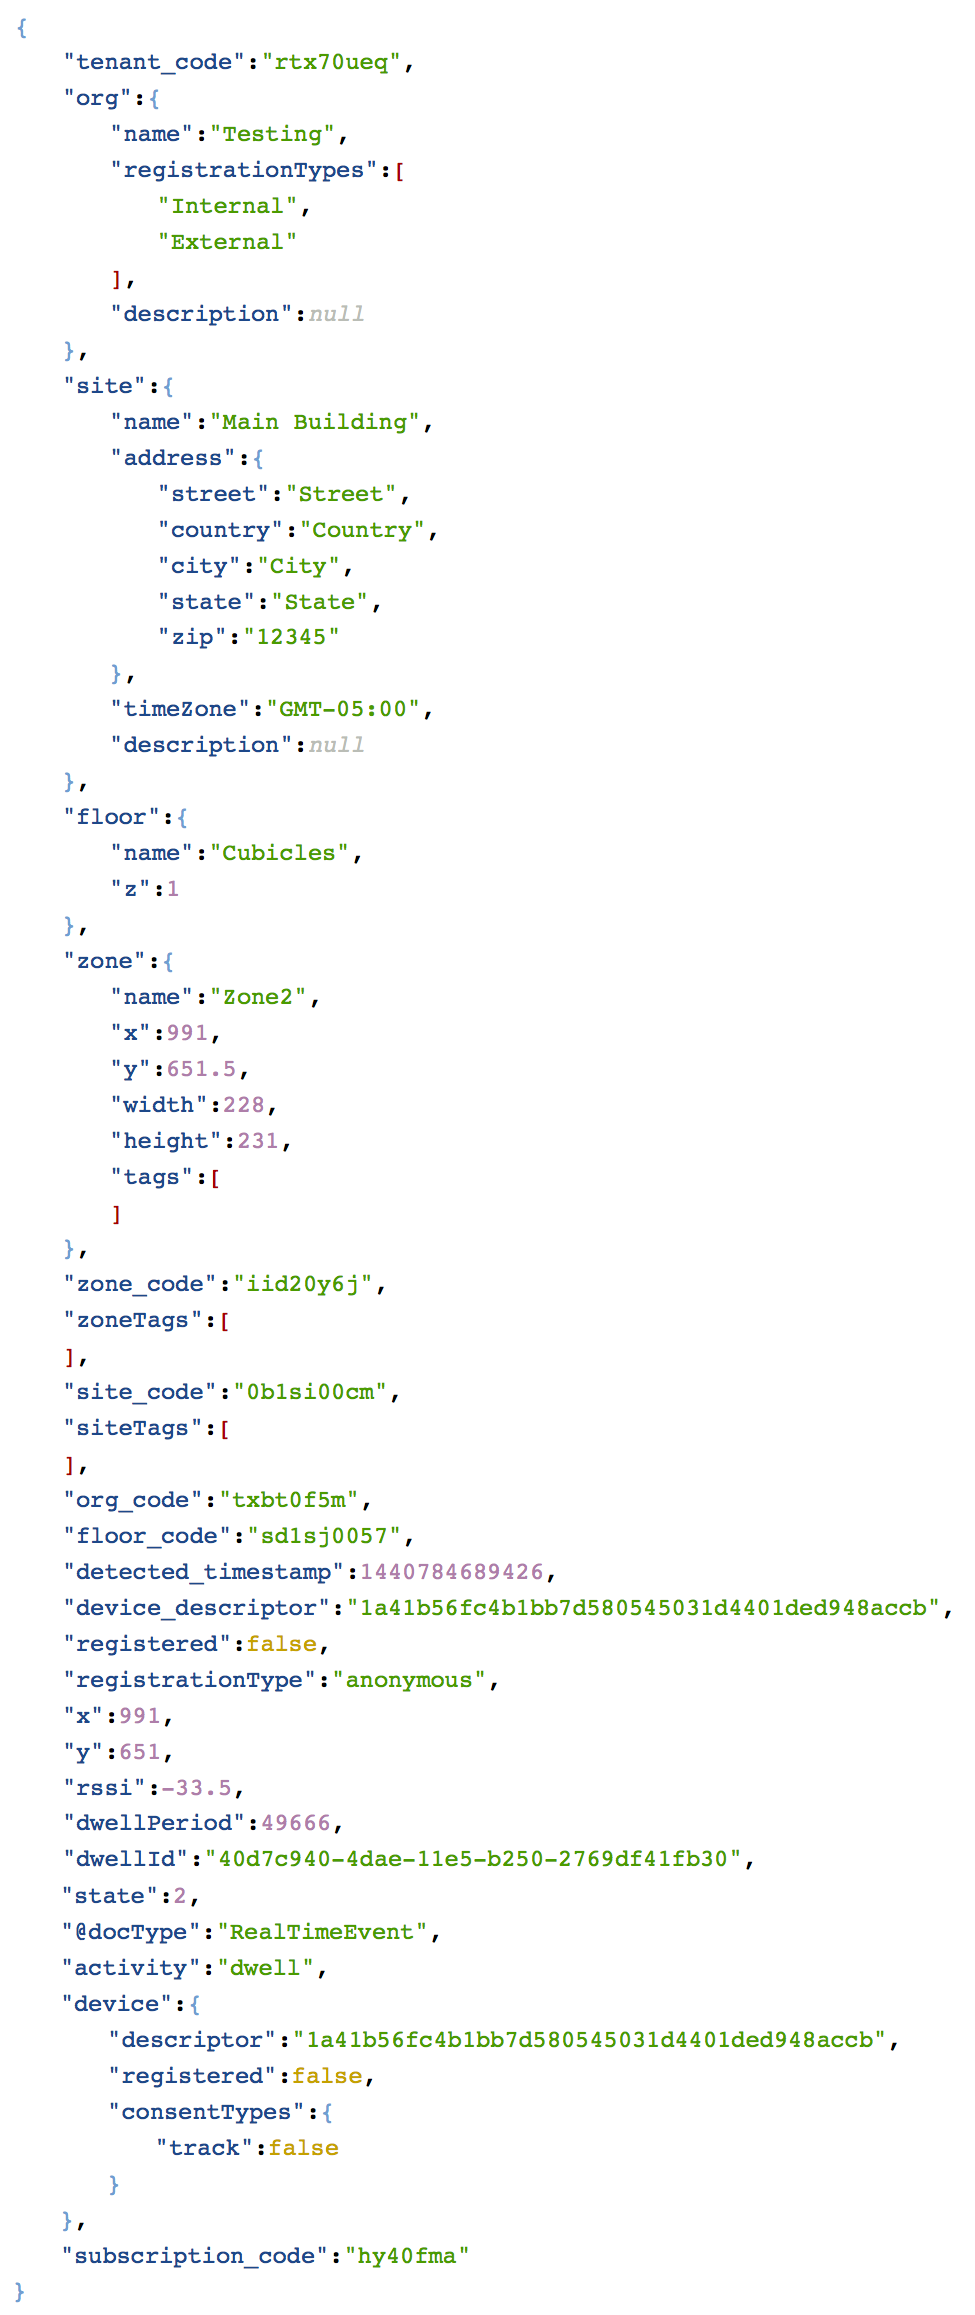 {
"tenant_code":"rtx70ueq",
"org":{
"name":"Testing",
"registrationTypes":[
"Internal",
"External"
],
"description":null
},
"site":{
"name":"Main Building",
"address":{
"street":"Street",
"country":"Country",
"city":"City",
"state":"State",
"zip":"12345"
},
"timeZone":"GMT-05:00",
"description":null
},
"floor":{
"name":"Cubicles",
"z":1
},
"zone":{
"name":"Zone2",
"x":991,
"y":651.5,
"width":228,
"height":231,
"tags":[
]
},
"zone_code":"iid20y6j",
"zoneTags":[
],
"site_code":"0b1si00cm",
"siteTags":[
],
"org_code":"txbt0f5m",
"floor_code":"sd1sj0057",
"detected_timestamp":1440784689426,
"device_descriptor":"1a41b56fc4b1bb7d580545031d4401ded948accb",
"registered":false,
"registrationType":"anonymous",
"x":991,
"y":651,
"rssi":-33.5,
"dwellPeriod":49666,
"dwellId":"40d7c940-4dae-11e5-b250-2769df41fb30",
"state":2,
"@docType":"RealTimeEvent",
"activity":"dwell",
"device":{
"descriptor":"1a41b56fc4b1bb7d580545031d4401ded948accb",
"registered":false,
"consentTypes":{
"track":false
}
},
"subscription_code":"hy40fma"
}